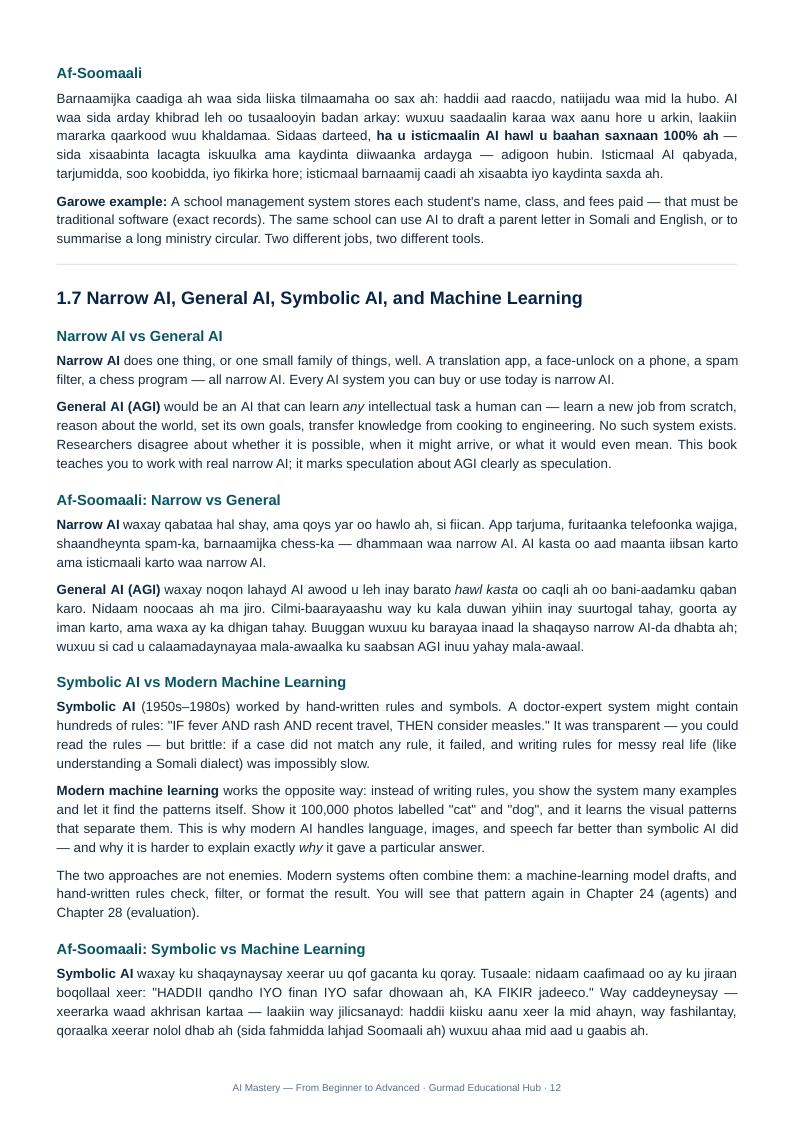 Af-Soomaali
Barnaamijka caadiga ah waa sida liiska tilmaamaha oo sax ah: haddii aad raacdo, natiijadu waa mid la hubo. AI
waa sida arday khibrad leh oo tusaalooyin badan arkay: wuxuu saadaalin karaa wax aanu hore u arkin, laakiin
mararka qaarkood wuu khaldamaa. Sidaas darteed, ha u isticmaalin AI hawl u baahan saxnaan 100% ah —
sida xisaabinta lacagta iskuulka ama kaydinta diiwaanka ardayga — adigoon hubin. Isticmaal AI qabyada,
tarjumidda, soo koobidda, iyo fikirka hore; isticmaal barnaamij caadi ah xisaabta iyo kaydinta saxda ah.
Garowe example: A school management system stores each student's name, class, and fees paid — that must be
traditional software (exact records). The same school can use AI to draft a parent letter in Somali and English, or to
summarise a long ministry circular. Two different jobs, two different tools.
1.7 Narrow AI, General AI, Symbolic AI, and Machine Learning
Narrow AI vs General AI
Narrow AI does one thing, or one small family of things, well. A translation app, a face-unlock on a phone, a spam
filter, a chess program — all narrow AI. Every AI system you can buy or use today is narrow AI.
General AI (AGI) would be an AI that can learn any intellectual task a human can — learn a new job from scratch,
reason about the world, set its own goals, transfer knowledge from cooking to engineering. No such system exists.
Researchers disagree about whether it is possible, when it might arrive, or what it would even mean. This book
teaches you to work with real narrow AI; it marks speculation about AGI clearly as speculation.
Af-Soomaali: Narrow vs General
Narrow AI waxay qabataa hal shay, ama qoys yar oo hawlo ah, si fiican. App tarjuma, furitaanka telefoonka wajiga,
shaandheynta spam-ka, barnaamijka chess-ka — dhammaan waa narrow AI. AI kasta oo aad maanta iibsan karto
ama isticmaali karto waa narrow AI.
General AI (AGI) waxay noqon lahayd AI awood u leh inay barato hawl kasta oo caqli ah oo bani-aadamku qaban
karo. Nidaam noocaas ah ma jiro. Cilmi-baarayaashu way ku kala duwan yihiin inay suurtogal tahay, goorta ay
iman karto, ama waxa ay ka dhigan tahay. Buuggan wuxuu ku barayaa inaad la shaqayso narrow AI-da dhabta ah;
wuxuu si cad u calaamadaynayaa mala-awaalka ku saabsan AGI inuu yahay mala-awaal.
Symbolic AI vs Modern Machine Learning
Symbolic AI (1950s–1980s) worked by hand-written rules and symbols. A doctor-expert system might contain
hundreds of rules: "IF fever AND rash AND recent travel, THEN consider measles." It was transparent — you could
read the rules — but brittle: if a case did not match any rule, it failed, and writing rules for messy real life (like
understanding a Somali dialect) was impossibly slow.
Modern machine learning works the opposite way: instead of writing rules, you show the system many examples
and let it find the patterns itself. Show it 100,000 photos labelled "cat" and "dog", and it learns the visual patterns
that separate them. This is why modern AI handles language, images, and speech far better than symbolic AI did
— and why it is harder to explain exactly why it gave a particular answer.
The two approaches are not enemies. Modern systems often combine them: a machine-learning model drafts, and
hand-written rules check, filter, or format the result. You will see that pattern again in Chapter 24 (agents) and
Chapter 28 (evaluation).
Af-Soomaali: Symbolic vs Machine Learning
Symbolic AI waxay ku shaqaynaysay xeerar uu qof gacanta ku qoray. Tusaale: nidaam caafimaad oo ay ku jiraan
boqollaal xeer: "HADDII qandho IYO finan IYO safar dhowaan ah, KA FIKIR jadeeco." Way caddeyneysay —
xeerarka waad akhrisan kartaa — laakiin way jilicsanayd: haddii kiisku aanu xeer la mid ahayn, way fashilantay,
qoraalka xeerar nolol dhab ah (sida fahmidda lahjad Soomaali ah) wuxuu ahaa mid aad u gaabis ah.
AI Mastery — From Beginner to Advanced · Gurmad Educational Hub · 12